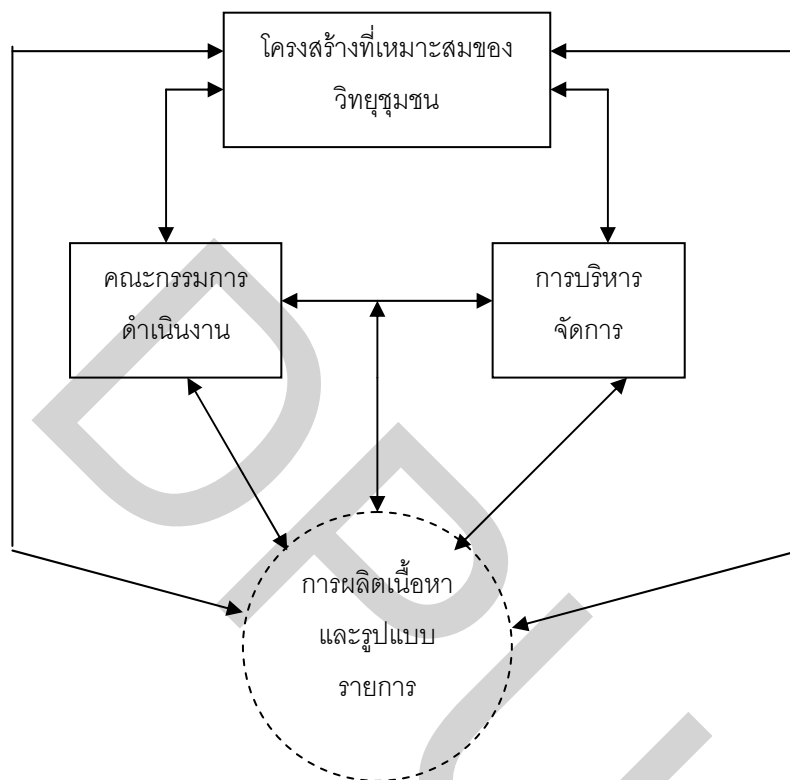 โครงสร้างที่เหมาะสมของ
วิทยุชุมชน
คณะกรรมการ
ดำเนินงาน
การบริหาร
จัดการ
การผลิตเนื้อหา
และรูปแบบ
รายการ
DPU